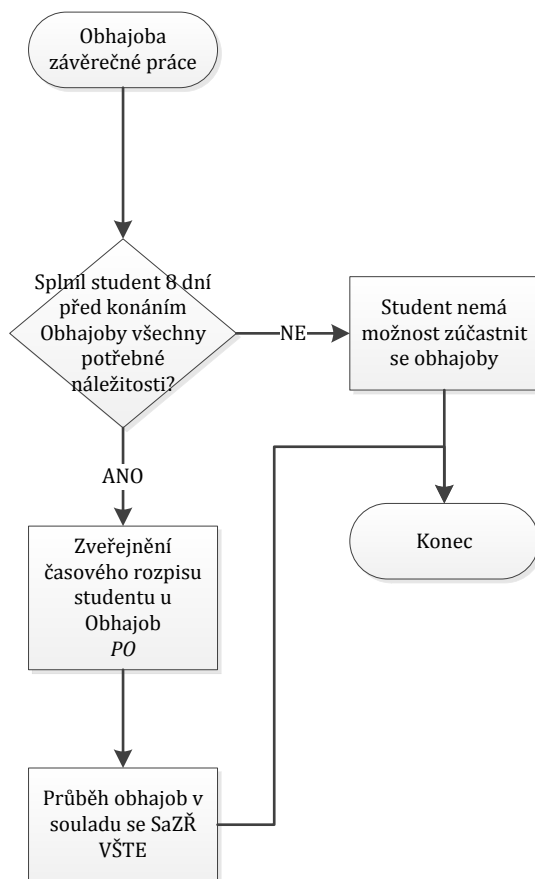 Obhajoba
závěrečné práce
Splnil student 8 dní
před konáním
Obhajoby všechny
potřebné
náležitosti?
NE
Student nemá
možnost zúčastnit
se obhajoby
ANO
Konec
Zveřejnění
časového rozpisu
studentu u
Obhajob
PO
Průběh obhajob v
souladu se SaZŘ
VŠTE